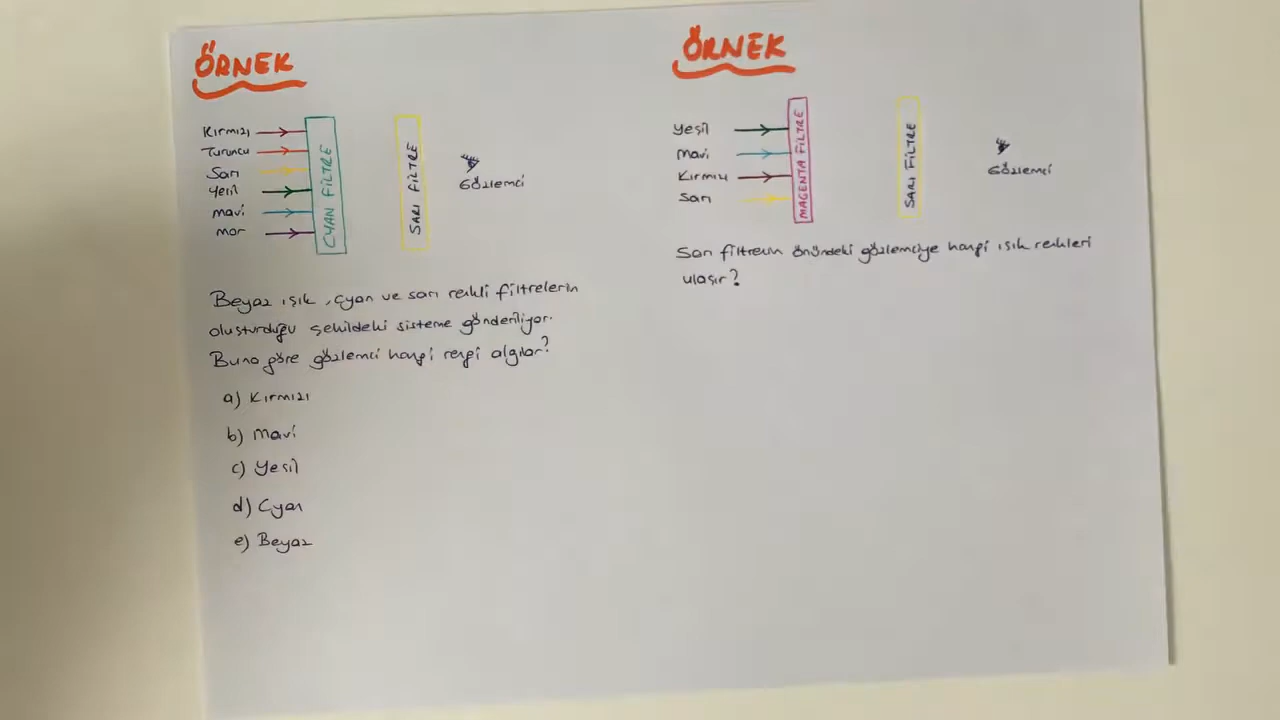 ÖRNEK
Kırmızı
Turuncu
Sarı
Yeşil
mavi
mor
CYAN FİLTRE
SARI FİLTRE
Gözlemci
Beyaz ışık, cyan ve sarı renkli filtrelerin
oluşturduğu şekildeki sisteme gönderiliyor.
Buna göre gözlemci hangi rengi algılar?
a) Kırmızı
b) Mavi
c) Yeşil
d) Cyan
e) Beyaz
ÖRNEK
Yeşil
Mavi
Kırmızı
Sarı
MAGENTA FİLTRE
SARI FİLTRE
Gözlemci
Sarı filtrenin önündeki gözlemciye hangi ışık renkleri
ulaşır?